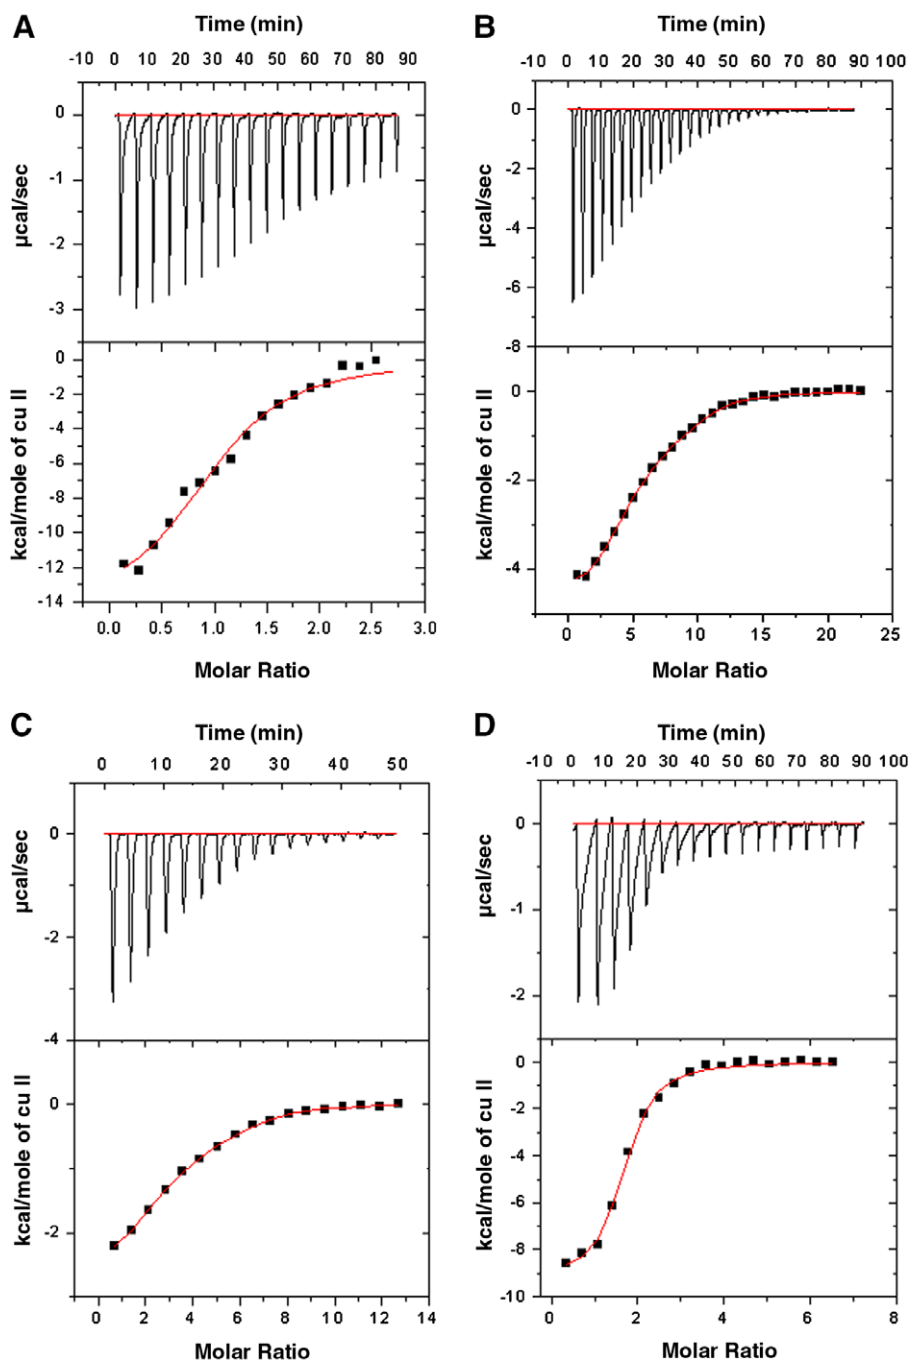 A
Time (min)
-10 0 10 20 30 40 50 60 70 80 90
0
-1
-2
-3
µcal/sec
0
-2
-4
-6
-8
-10
-12
-14
kcal/mole of cu II
0.0 0.5 1.0 1.5 2.0 2.5 3.0
Molar Ratio
B
Time (min)
-10 0 10 20 30 40 50 60 70 80 90 100
0
-2
-4
-6
-8
µcal/sec
0
-2
-4
kcal/mole of cu II
0 5 10 15 20 25
Molar Ratio
C
Time (min)
0 10 20 30 40 50
0
-2
-4
µcal/sec
0
-2
kcal/mole of cu II
0 2 4 6 8 10 12 14
Molar Ratio
D
Time (min)
-10 0 10 20 30 40 50 60 70 80 90 100
0
-1
-2
µcal/sec
0
-2
-4
-6
-8
-10
kcal/mole of cu II
0 2 4 6 8
Molar Ratio